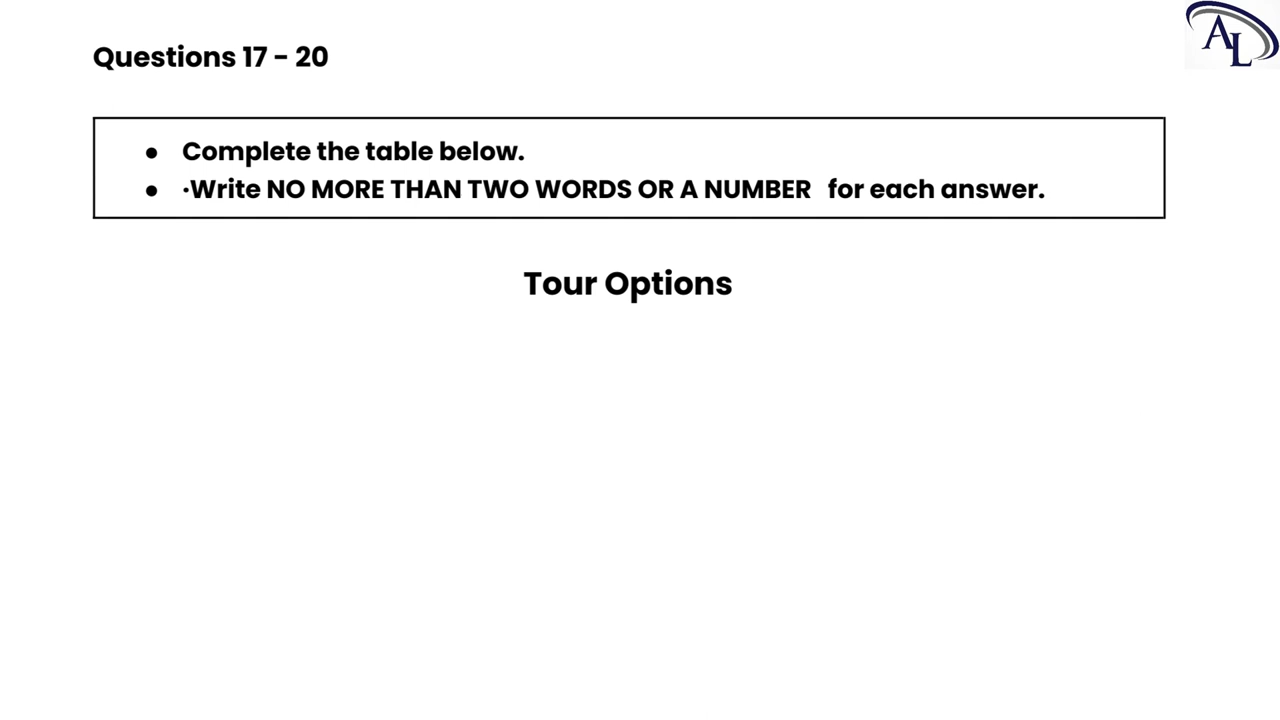 AL
Questions 17 - 20
● Complete the table below.
● ·Write NO MORE THAN TWO WORDS OR A NUMBER for each answer.
Tour Options